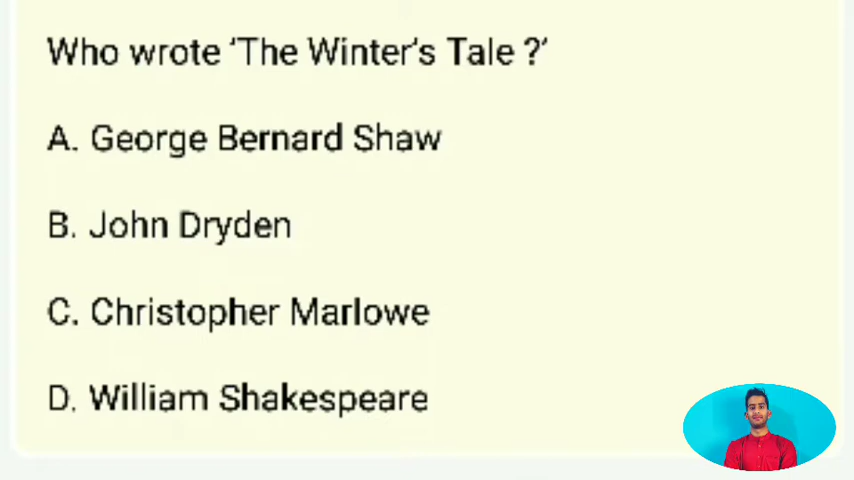 Who wrote 'The Winter's Tale ?'
A. George Bernard Shaw
B. John Dryden
C. Christopher Marlowe
D. William Shakespeare